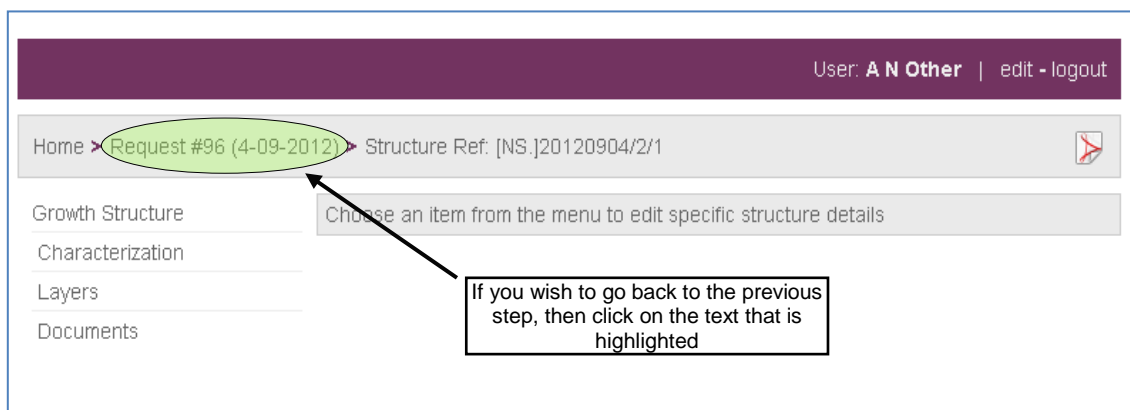 User: A N Other | edit - logout
Home > Request #96 (4-09-2012) > Structure Ref: [NS.]20120904/2/1
Growth Structure
Choose an item from the menu to edit specific structure details
Characterization
Layers
Documents
If you wish to go back to the previous
step, then click on the text that is
highlighted